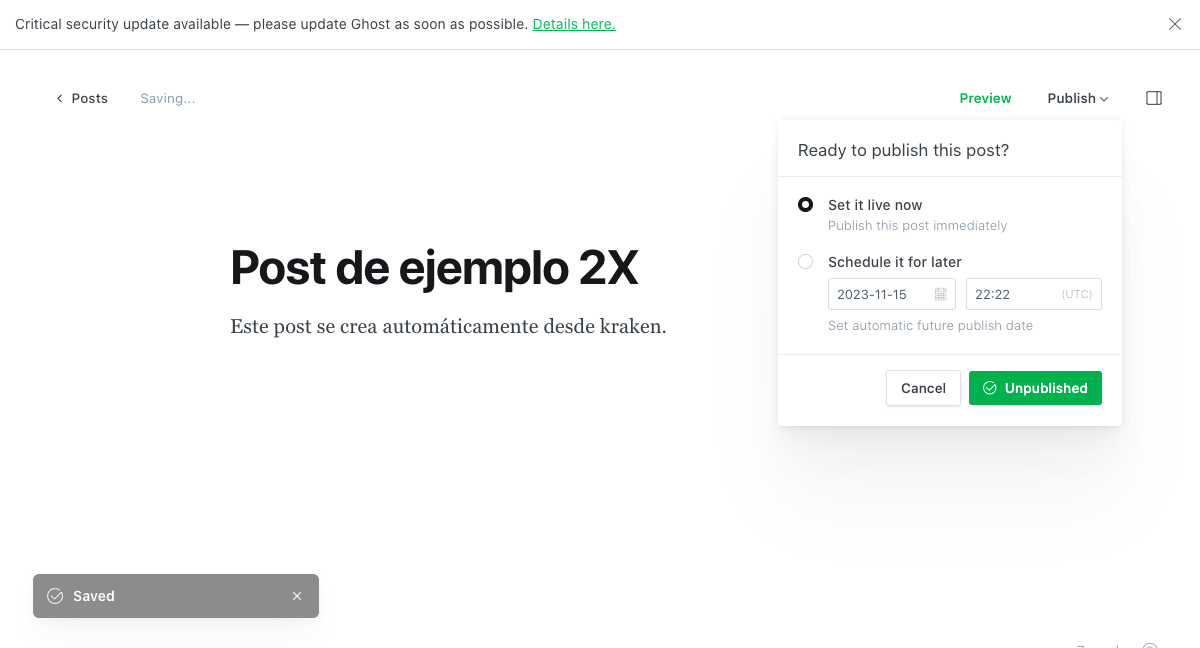 Critical security update available — please update Ghost as soon as possible. Details here.
Posts
Saving...
Preview
Publish
Ready to publish this post?
Set it live now
Publish this post immediately
Schedule it for later
2023-11-15
22:22
(UTC)
Set automatic future publish date
Cancel
Unpublished
Post de ejemplo 2X
Este post se crea automáticamente desde kraken.
Saved